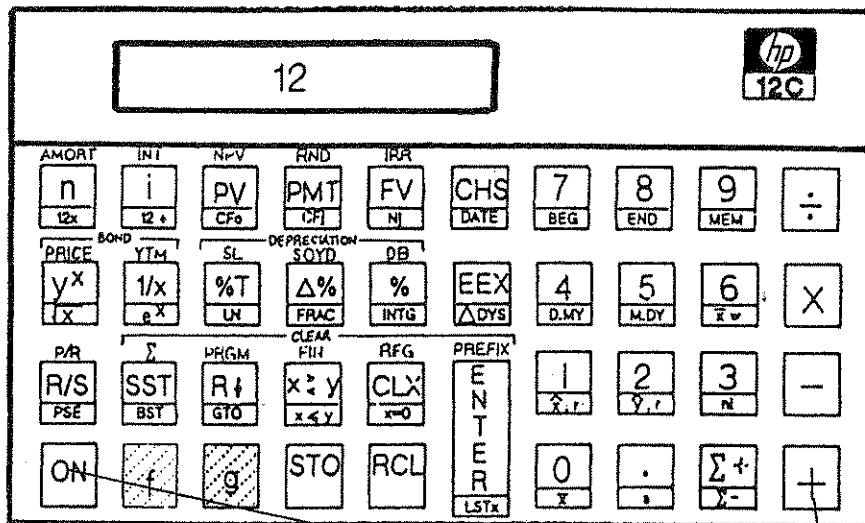 12
hp
12C
AMORT INT NPV RND IRR
n i PV PMT FV CHS 7 8 9 ÷
12x 12 ÷ CFo CFj Nj DATE BEG END MEM
BOND DEPRECIATION
PRICE YTM SL SOYD DB
y^x 1/x %T Δ% % EEX 4 5 6 X
√x e^x LN FRAC INTG ΔDYS D.MY M.DY x̄ w
CLEAR
P/R Σ PRGM FIN REG PREFIX
R/S SST R↓ x≷y CLX ENTER 1 2 3 −
PSE BST GTO x≤y x=0 x̂,r ŷ,r n!
ON f g STO RCL 0 . Σ+ +
LSTx x̄ s Σ-